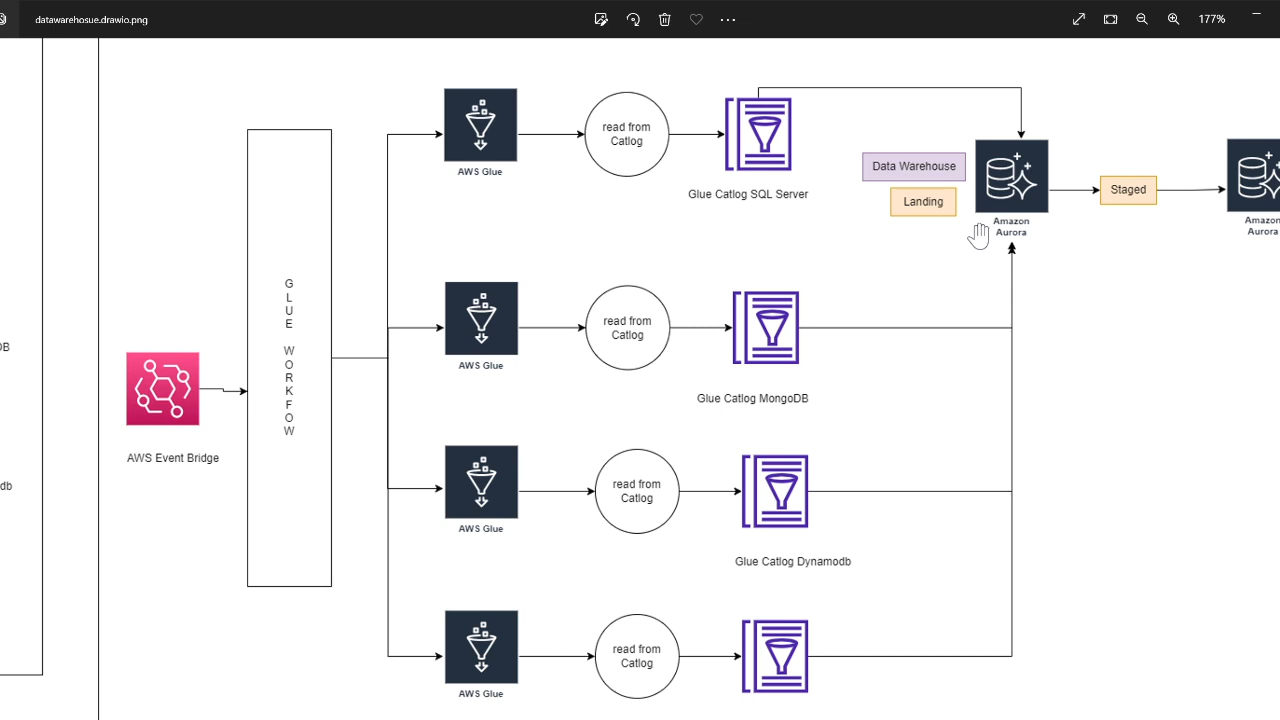 datawarehosue.drawio.png
177%
read from
Catlog
AWS Glue
Glue Catlog SQL Server
Data Warehouse
Landing
Amazon
Aurora
Staged
Amazon
Aurora
G
L
U
E
W
O
R
K
F
O
W
read from
Catlog
AWS Glue
Glue Catlog MongoDB
DB
AWS Event Bridge
db
read from
Catlog
AWS Glue
Glue Catlog Dynamodb
read from
Catlog
AWS Glue